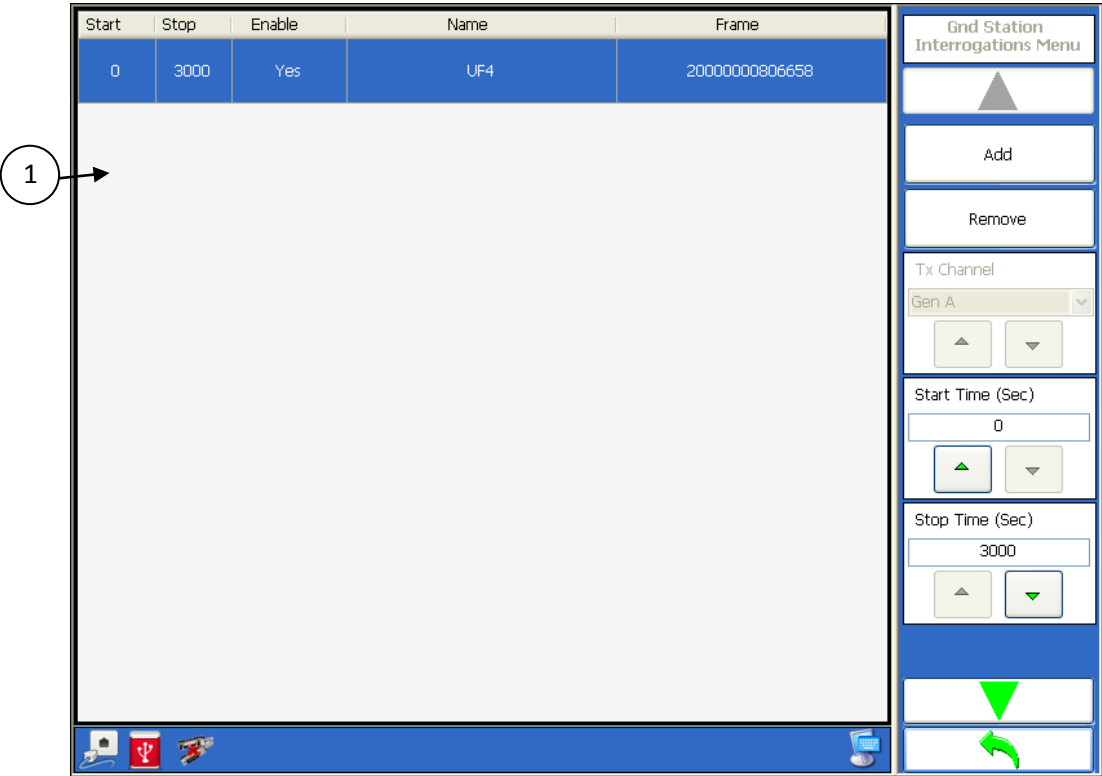 Start Stop Enable Name Frame
0 3000 Yes UF4 20000000806658
1
Gnd Station
Interrogations Menu
Add
Remove
Tx Channel
Gen A
Start Time (Sec)
0
Stop Time (Sec)
3000